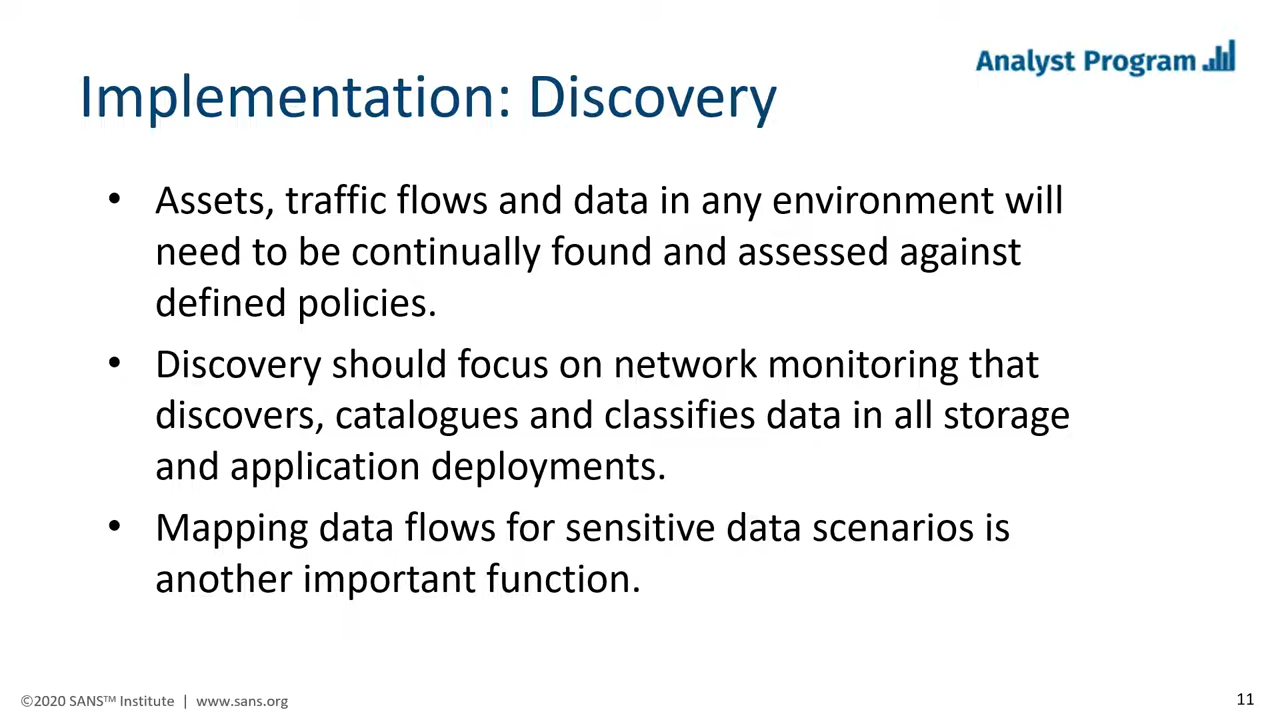 Analyst Program
Implementation: Discovery
• Assets, traffic flows and data in any environment will
need to be continually found and assessed against
defined policies.
• Discovery should focus on network monitoring that
discovers, catalogues and classifies data in all storage
and application deployments.
• Mapping data flows for sensitive data scenarios is
another important function.
©2020 SANS™ Institute | www.sans.org
11